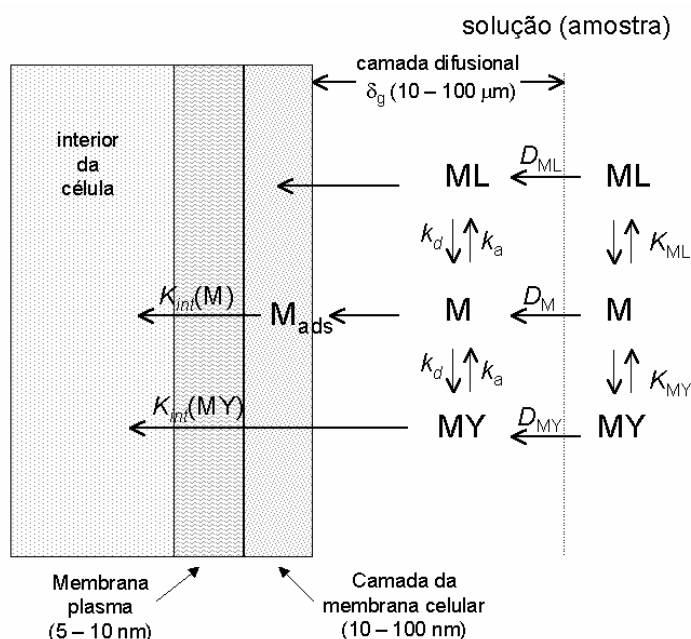 solução (amostra)
camada difusional
δg (10 – 100 µm)
interior
da
célula
ML
DML
ML
kd
ka
KML
Kint(M)
Mads
M
DM
M
kd
ka
KMY
Kint(MY)
MY
DMY
MY
Membrana
plasma
(5 – 10 nm)
Camada da
membrana celular
(10 – 100 nm)